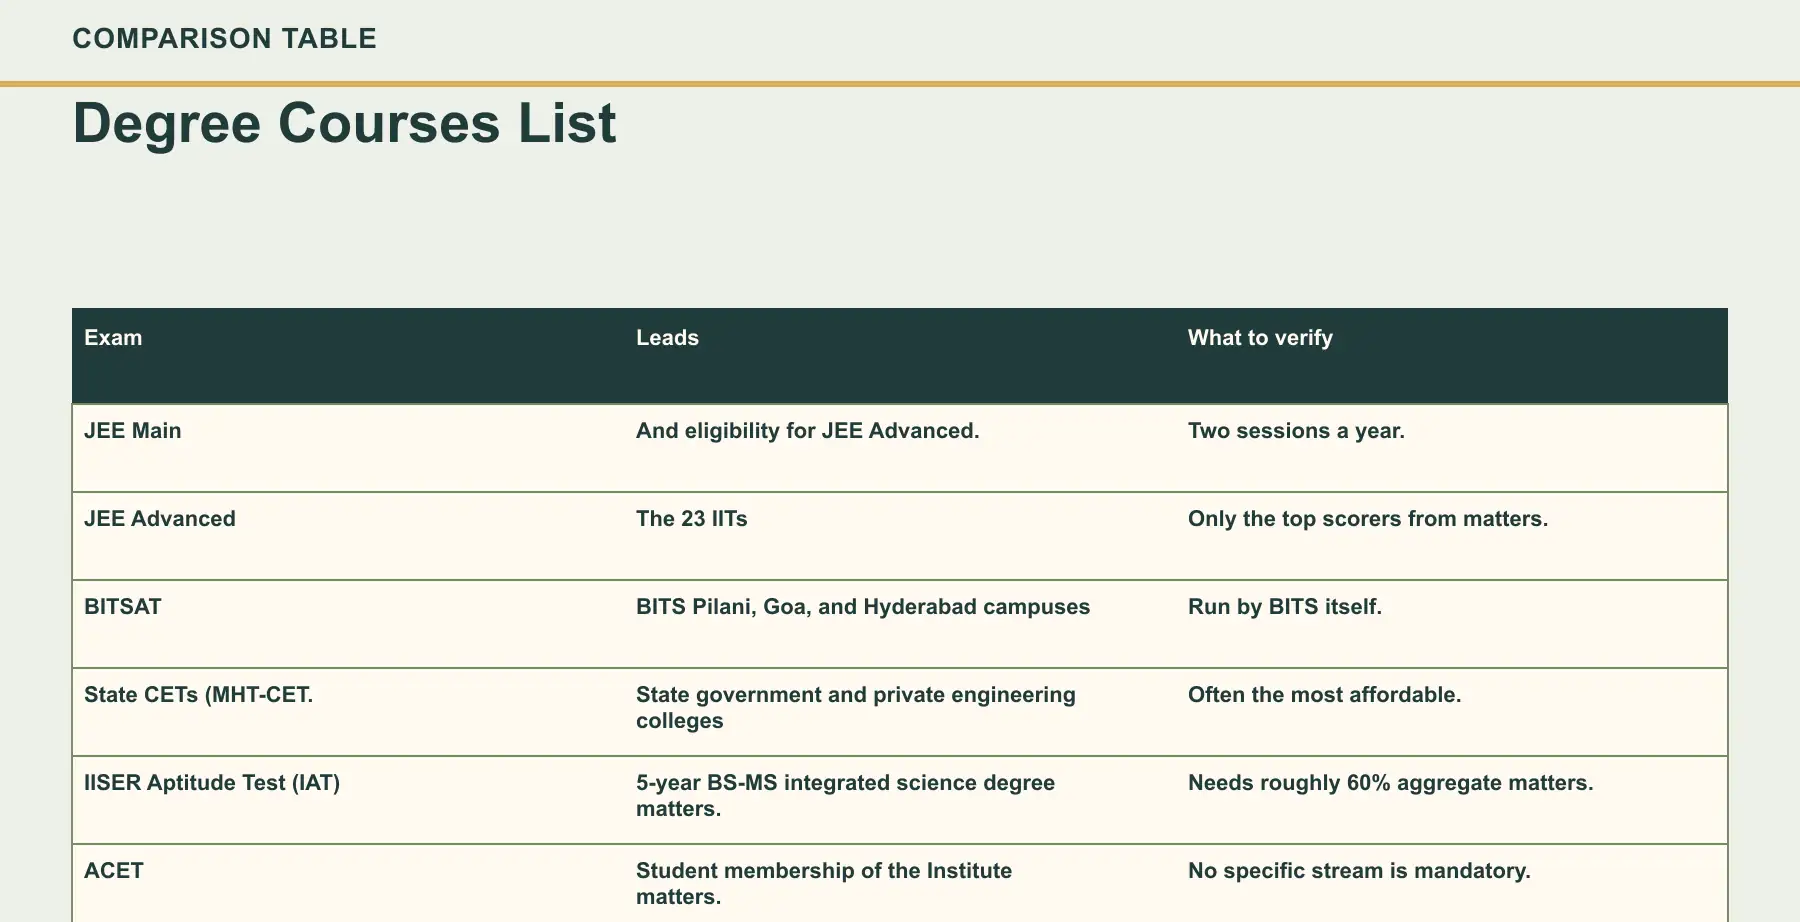 COMPARISON TABLE
Degree Courses List
Exam Leads What to verify
JEE Main And eligibility for JEE Advanced. Two sessions a year.
JEE Advanced The 23 IITs Only the top scorers from matters.
BITSAT BITS Pilani, Goa, and Hyderabad campuses Run by BITS itself.
State CETs (MHT-CET. State government and private engineering Often the most affordable.
colleges
IISER Aptitude Test (IAT) 5-year BS-MS integrated science degree Needs roughly 60% aggregate matters.
matters.
ACET Student membership of the Institute No specific stream is mandatory.
matters.